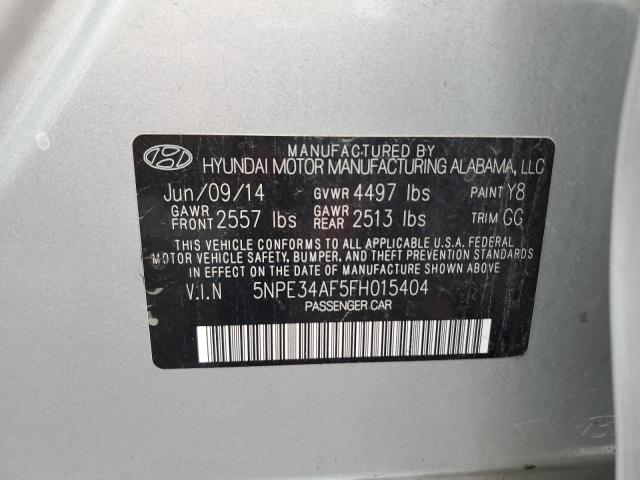 MANUFACTURED BY
HYUNDAI MOTOR MANUFACTURING ALABAMA, LLC
Jun/09/14 GVWR 4497 lbs PAINT Y8
GAWR FRONT 2557 lbs GAWR REAR 2513 lbs TRIM GG
THIS VEHICLE CONFORMS TO ALL APPLICABLE U.S.A. FEDERAL
MOTOR VEHICLE SAFETY, BUMPER, AND THEFT PREVENTION STANDARDS
IN EFFECT ON THE DATE OF MANUFACTURE SHOWN ABOVE.
V.I.N 5NPE34AF5FH015404
PASSENGER CAR